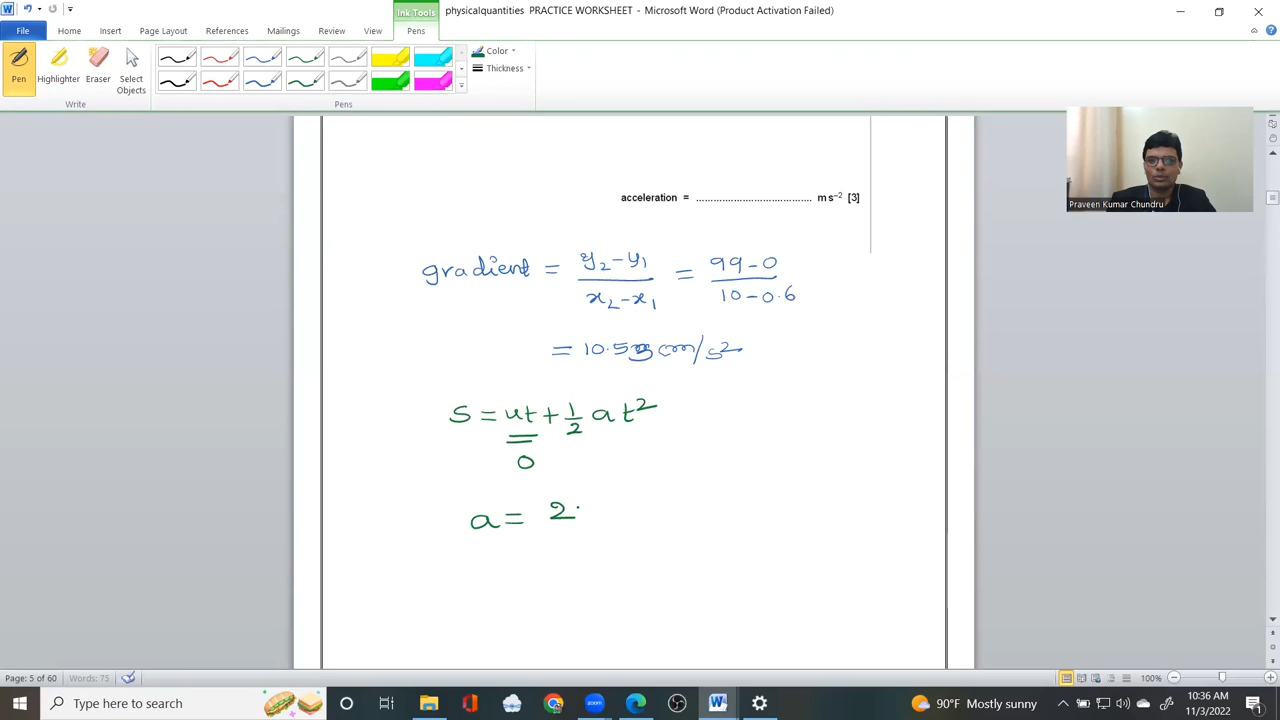 Ink Tools
physicalquantities PRACTICE WORKSHEET - Microsoft Word (Product Activation Failed)
File Home Insert Page Layout References Mailings Review View Pens
Pen Highlighter Eraser Select Objects
Color
Thickness
Write Pens
Praveen Kumar Chundru
acceleration = ........................................ m s⁻² [3]
gradient = y₂-y₁/x₂-x₁ = 99-0/10-0.6
= 10.53 cm/s²
S = ut + 1/2 at²
0
a = 2.
Page: 5 of 60 Words: 75 100%
Type here to search
zoom
90°F Mostly sunny
10:36 AM
11/3/2022
1